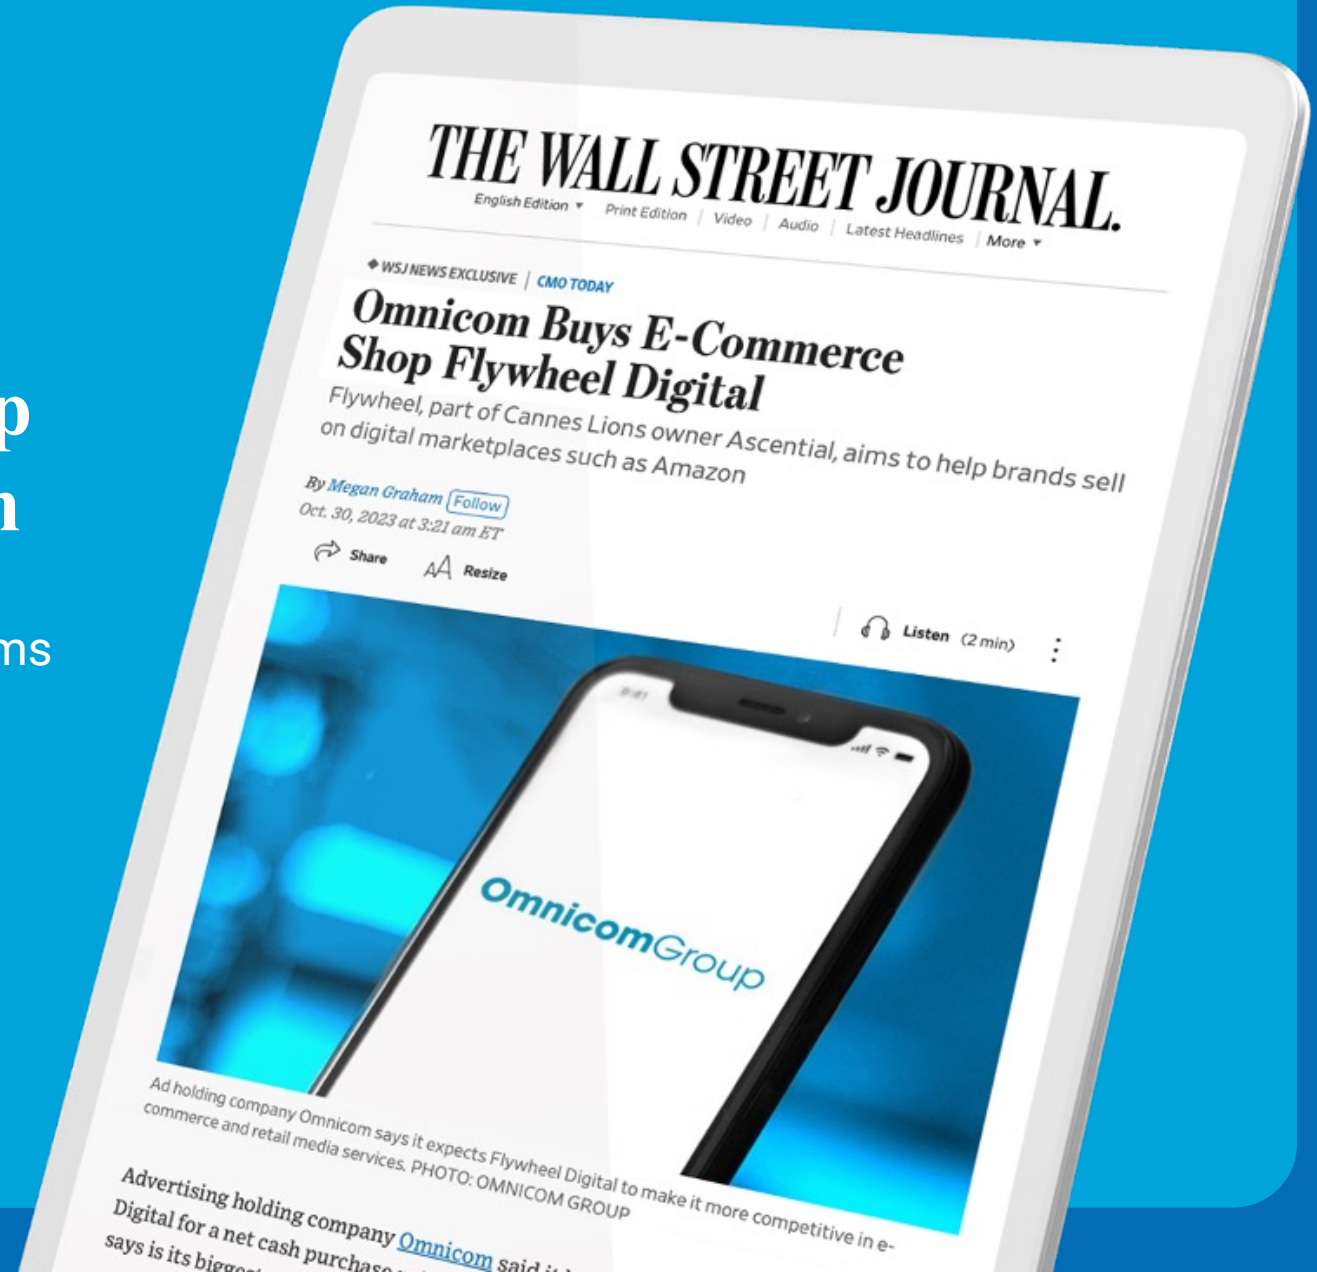 THE WALL STREET JOURNAL.
English Edition ▼ Print Edition | Video | Audio | Latest Headlines | More ▼
◆ WSJ NEWS EXCLUSIVE | CMO TODAY
Omnicom Buys E-Commerce
Shop Flywheel Digital
Flywheel, part of Cannes Lions owner Ascential, aims to help brands sell
on digital marketplaces such as Amazon
By Megan Graham Follow
Oct. 30, 2023 at 3:21 am ET
Share AA Resize
Listen (2 min)
9:41
OmnicomGroup
Ad holding company Omnicom says it expects Flywheel Digital to make it more competitive in e-
commerce and retail media services. PHOTO: OMNICOM GROUP
Advertising holding company Omnicom said it
Digital for a net cash purchase
says is its
p
n
ms